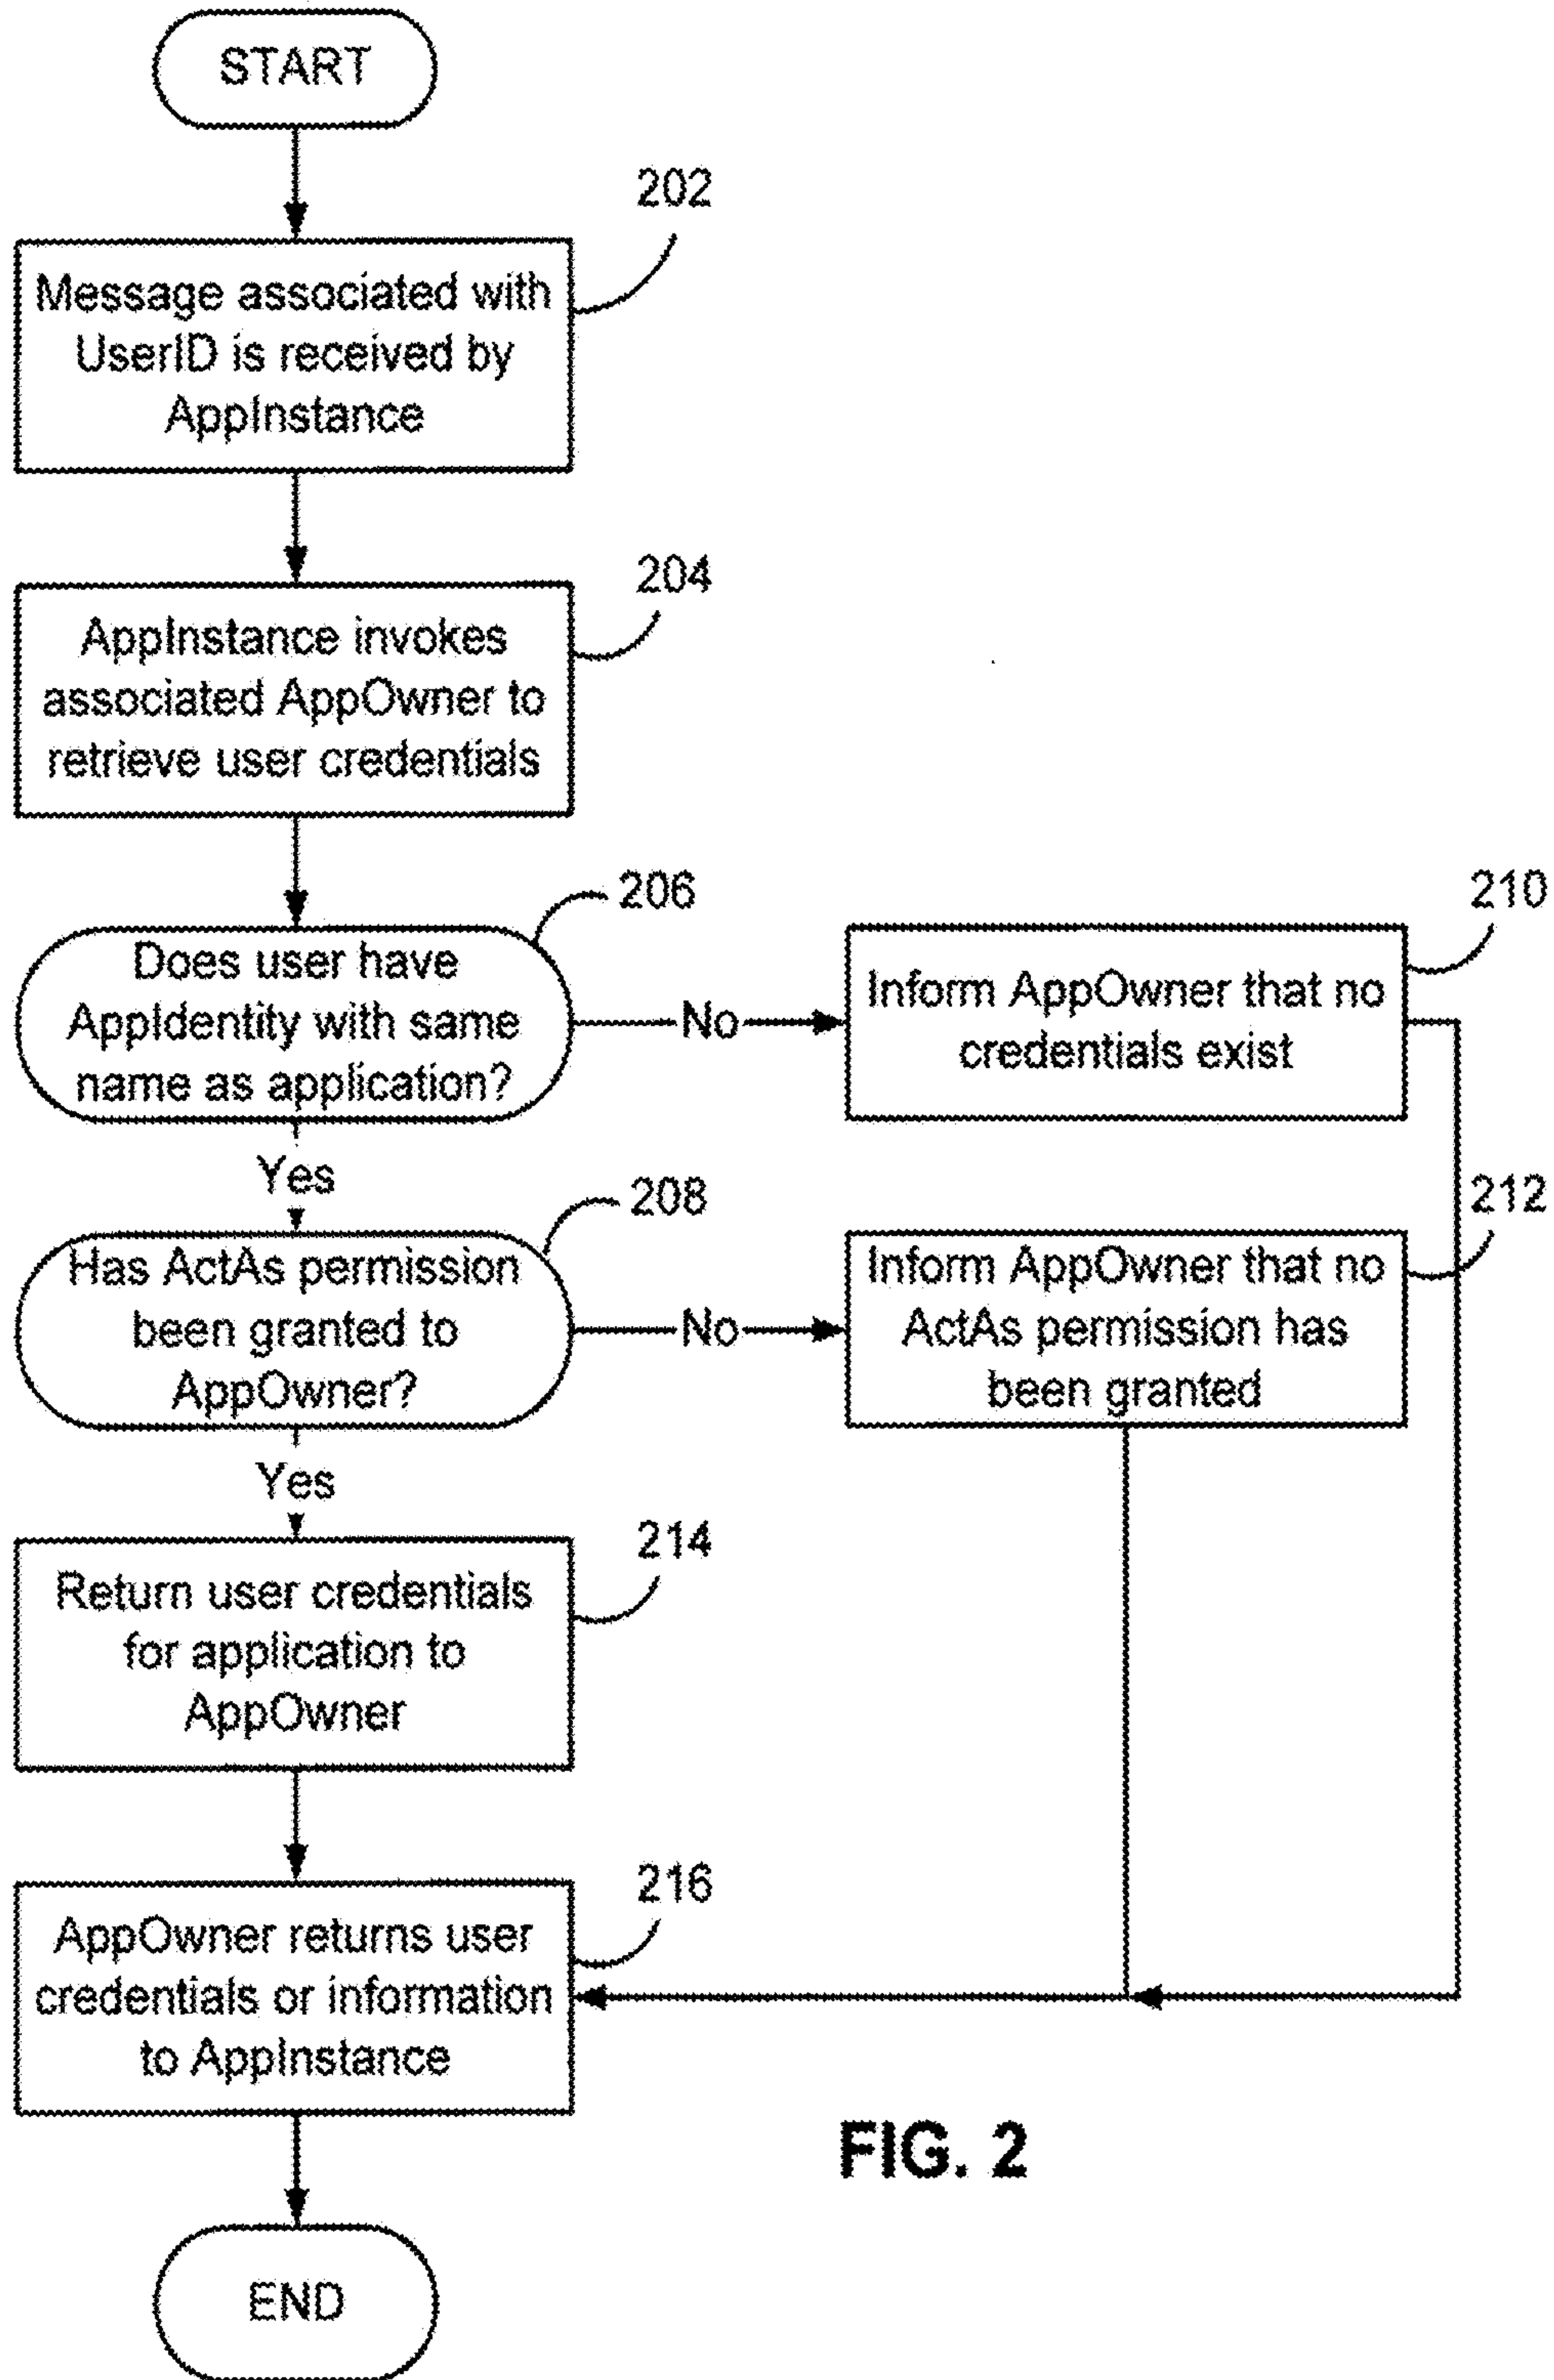 START
202
Message associated with
UserID is received by
AppInstance
204
AppInstance invokes
associated AppOwner to
retrieve user credentials
206
Does user have
AppIdentity with same
name as application?
No
210
Inform AppOwner that no
credentials exist
Yes
208
Has ActAs permission
been granted to
AppOwner?
No
212
Inform AppOwner that no
ActAs permission has
been granted
Yes
214
Return user credentials
for application to
AppOwner
216
AppOwner returns user
credentials or information
to AppInstance
FIG. 2
END